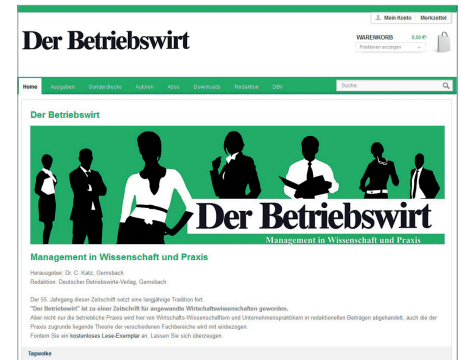 Mein Konto Merkzettel
Der Betriebswirt
WARENKORB 0,00 €*
Positionen anzeigen
Home Ausgaben Sonderdrucke Autoren Abos Downloads Redaktion DBV Suche:
Der Betriebswirt
Der Betriebswirt
Management in Wissenschaft und Praxis
Management in Wissenschaft und Praxis
Herausgeber: Dr. C. Katz, Gernsbach
Redaktion: Deutscher Betriebswirte-Verlag, Gernsbach
Der 55. Jahrgang dieser Zeitschrift setzt eine langjährige Tradition fort.
"Der Betriebswirt" ist zu einer Zeitschrift für angewandte Wirtschaftswissenschaften geworden.
Aber nicht nur die betriebliche Praxis wird hier von Wirtschafts-Wissenschaftlern und Unternehmenspraktikern in redaktionellen Beiträgen abgehandelt, auch die der
Praxis zugrunde liegende Theorie der verschiedenen Fachbereiche wird mit einbezogen.
Fordern Sie ein kostenloses Lese-Exemplar an. Lassen Sie sich überzeugen.
Tagwolke